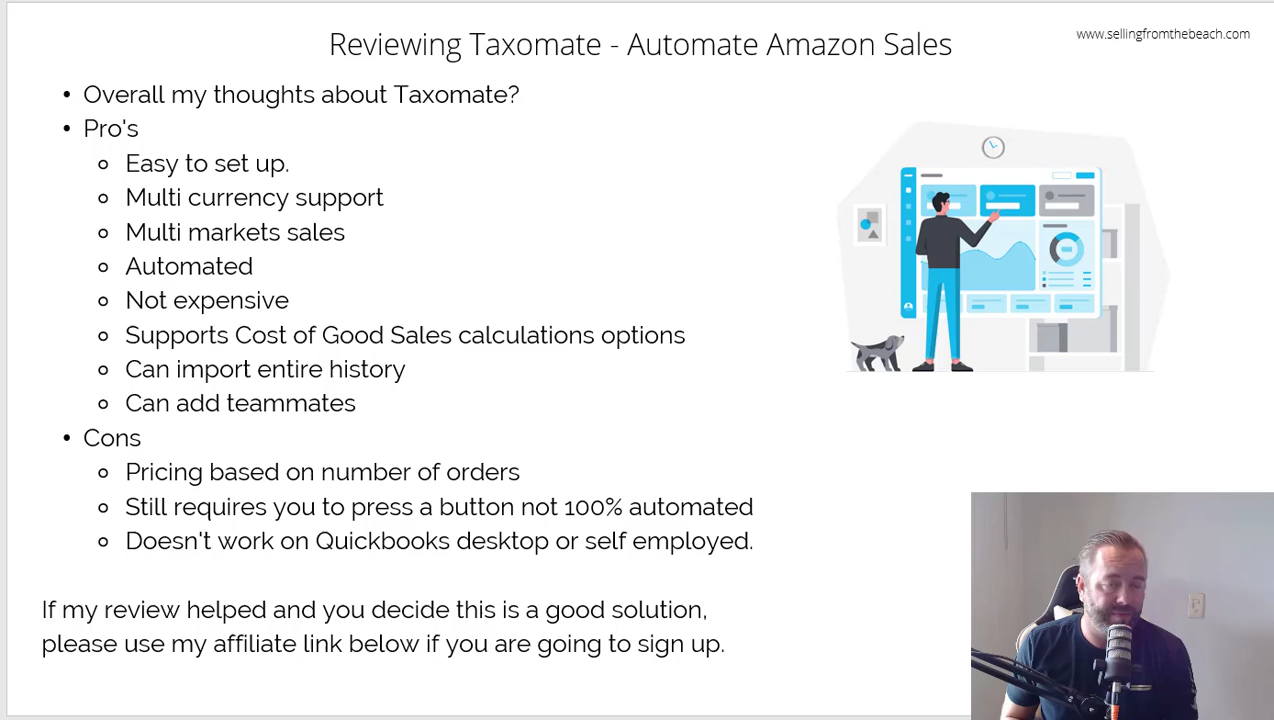 Reviewing Taxomate - Automate Amazon Sales
www.sellingfromthebeach.com
• Overall my thoughts about Taxomate?
• Pro's
Easy to set up.
Multi currency support
Multi markets sales
Automated
Not expensive
Supports Cost of Good Sales calculations options
Can import entire history
Can add teammates
• Cons
Pricing based on number of orders
Still requires you to press a button not 100% automated
Doesn't work on Quickbooks desktop or self employed.
If my review helped and you decide this is a good solution,
please use my affiliate link below if you are going to sign up.